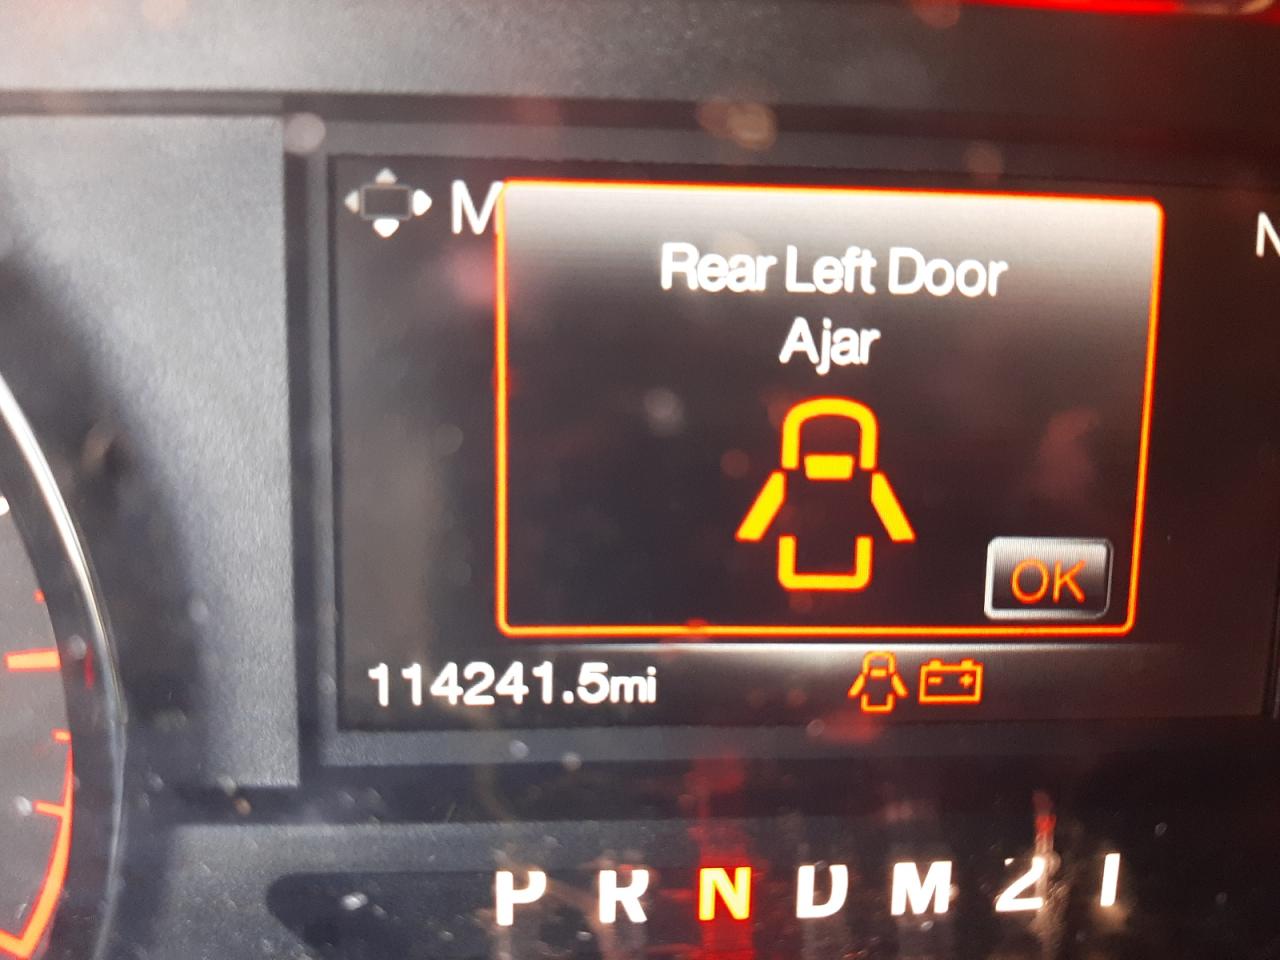 M
N
Rear Left Door
Ajar
OK
114241.5mi
P R N D M 2 1